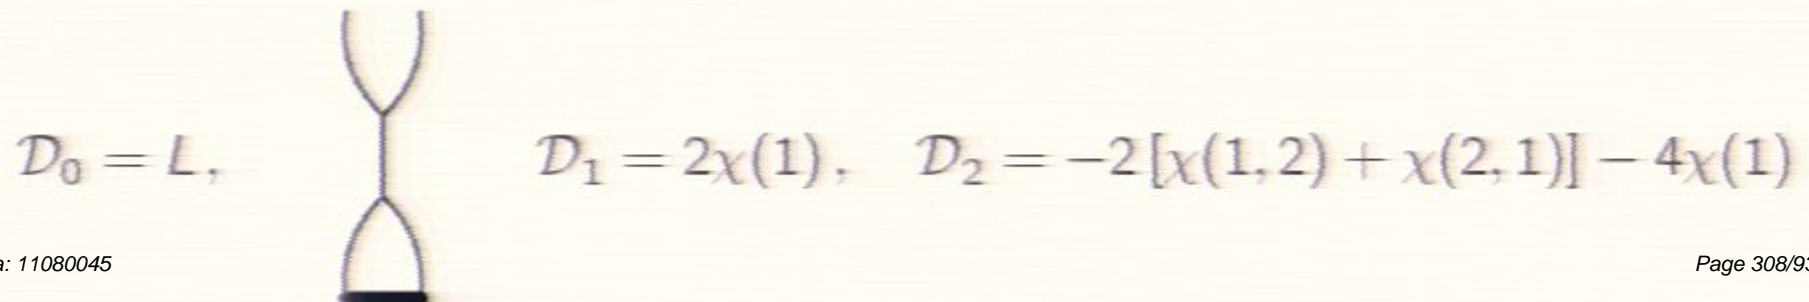 𝒟₀ = L,  𝒟₁ = 2χ(1),  𝒟₂ = −2[χ(1,2) + χ(2,1)] − 4χ(1)
a: 11080045
Page 308/93